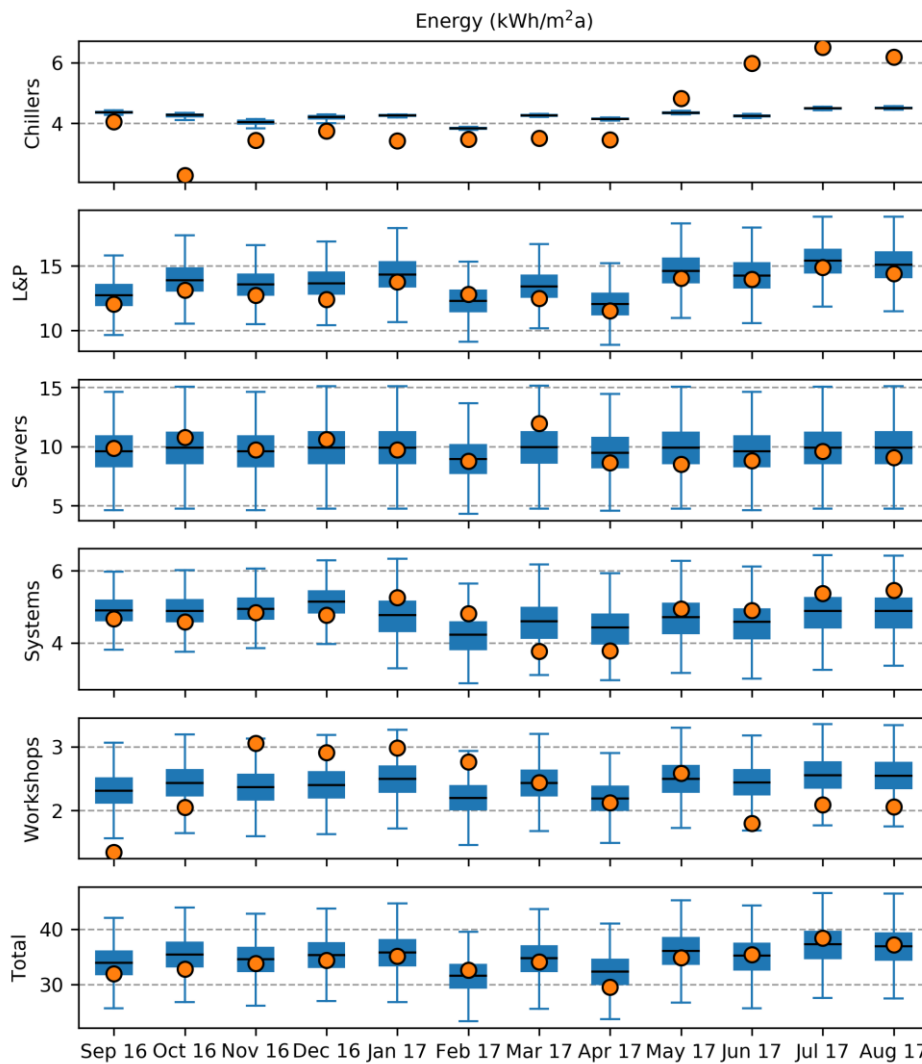 Energy (kWh/m²a)
Chillers
6
4
L&P
15
10
Servers
15
10
5
Systems
6
4
Workshops
3
2
Total
40
30
Sep 16 Oct 16 Nov 16 Dec 16 Jan 17 Feb 17 Mar 17 Apr 17 May 17 Jun 17 Jul 17 Aug 17